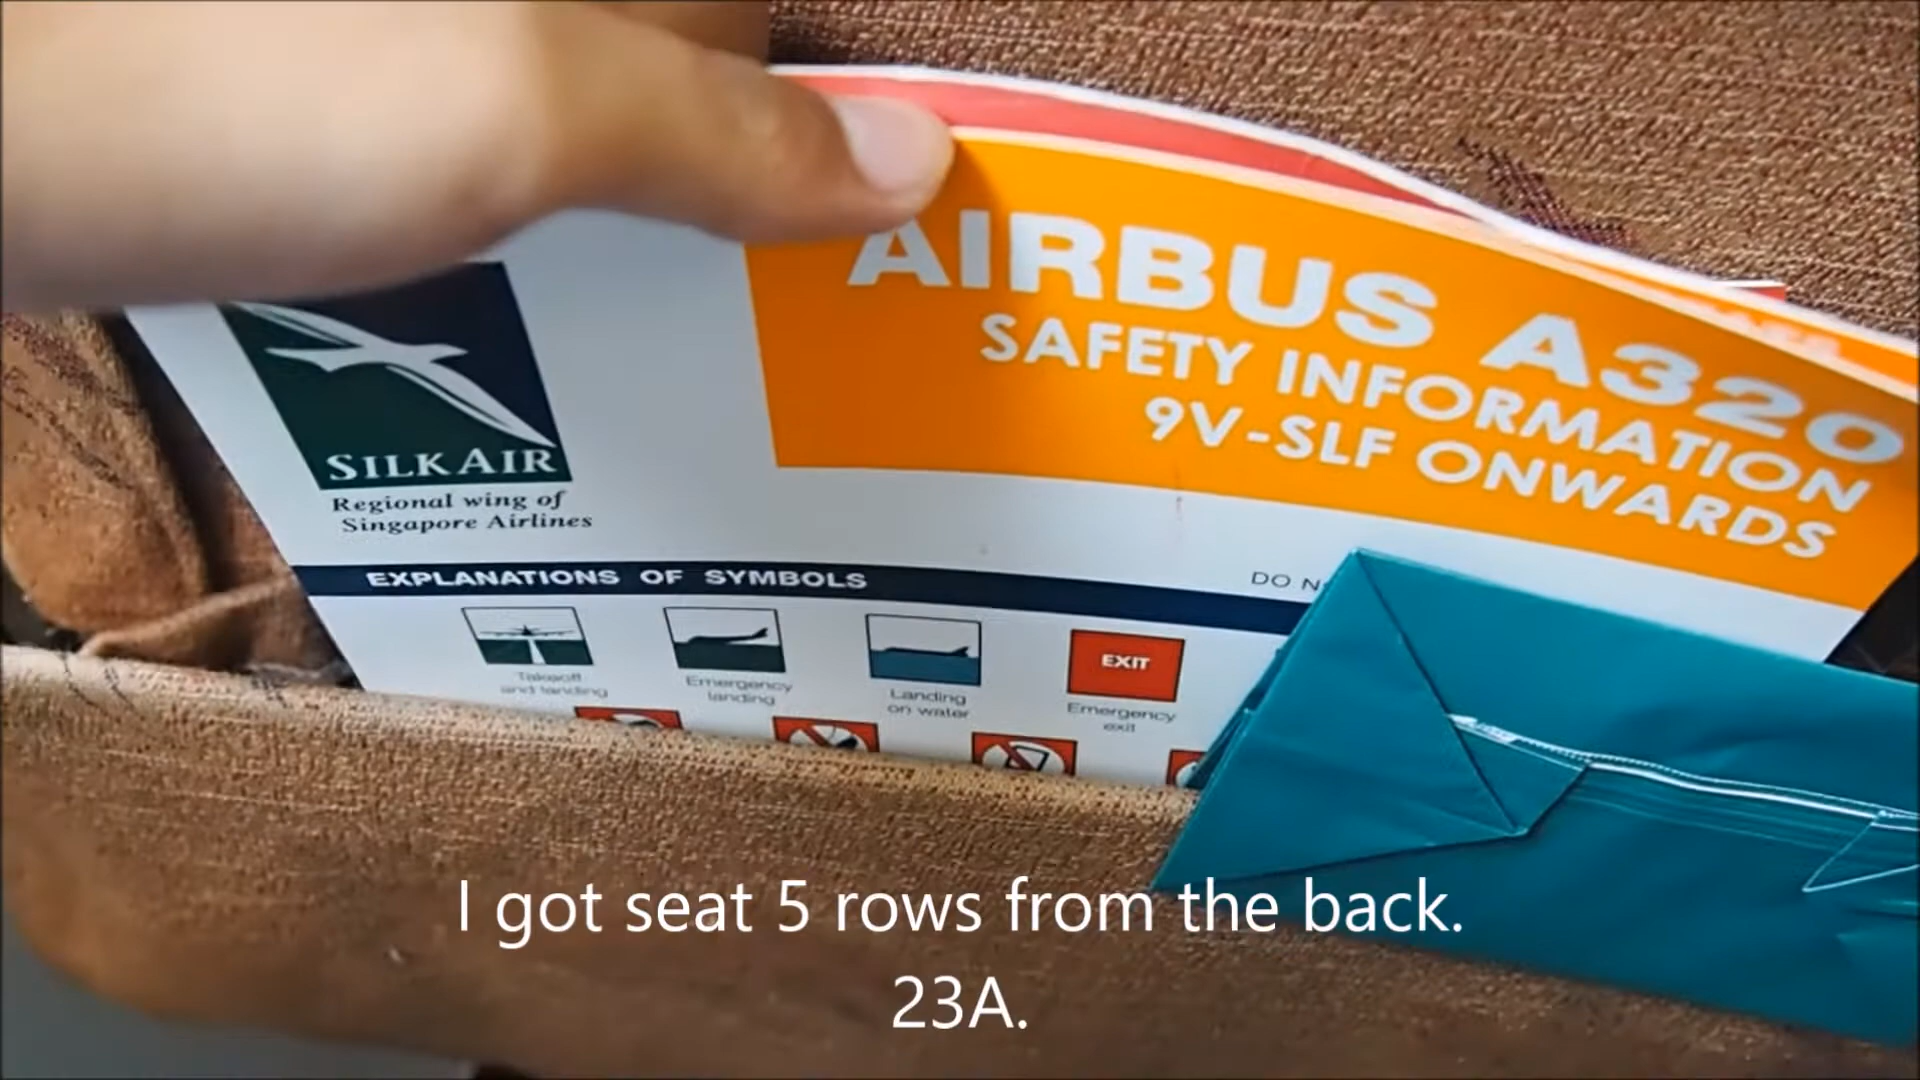 AIRBUS A320
SAFETY INFORMATION
9V-SLF ONWARDS
SILKAIR
Regional wing of
Singapore Airlines
EXPLANATIONS OF SYMBOLS
DO
Takeoff
and landing
Emergency
landing
Landing
on water
EXIT
Emergency
exit
I got seat 5 rows from the back.
23A.